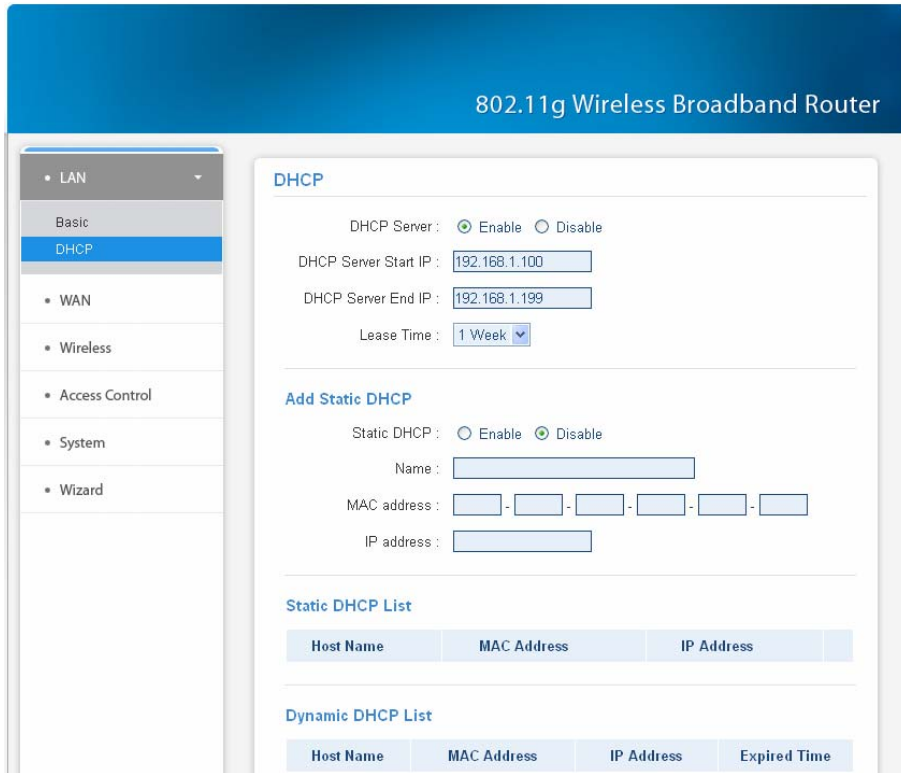 802.11g Wireless Broadband Router
• LAN
Basic
DHCP
• WAN
• Wireless
• Access Control
• System
• Wizard
DHCP
DHCP Server : Enable Disable
DHCP Server Start IP : 192.168.1.100
DHCP Server End IP : 192.168.1.199
Lease Time : 1 Week
Add Static DHCP
Static DHCP : Enable Disable
Name :
MAC address : - - - - -
IP address :
Static DHCP List
Host Name MAC Address IP Address
Dynamic DHCP List
Host Name MAC Address IP Address Expired Time